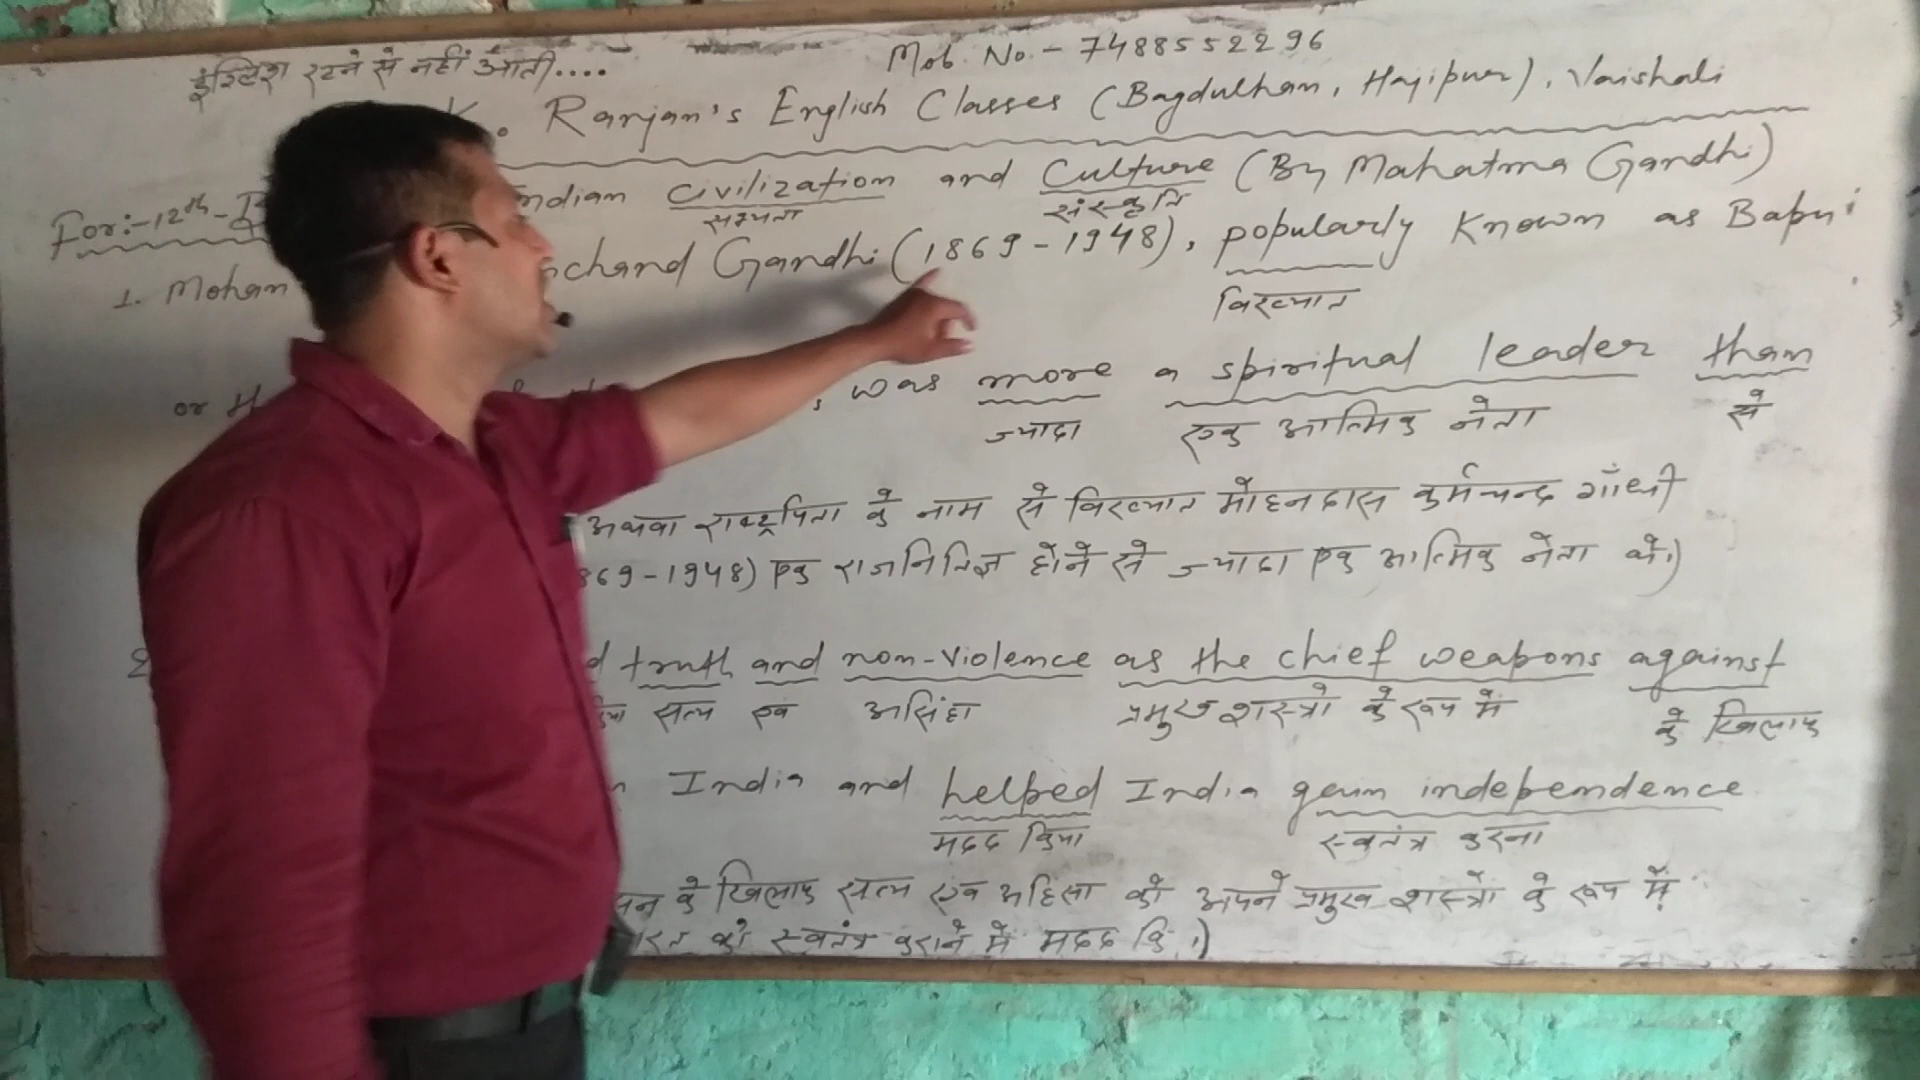 इंग्लिश रटने से नहीं आती....
Mob. No. - 7488552296
K. Ranjan's English Classes (Bagdulhan, Hajipur), Vaishali
For:-12th- Indian Civilization and Culture (By Mahatma Gandhi)
सभ्यता संस्कृति
1. Mohan chand Gandhi (1869-1948), popularly Known as Bapu
विख्यात
or , was more a spiritual leader than
ज्यादा एक आत्मिक नेता से
अथवा राष्ट्रपिता के नाम से विख्यात मोहनदास कर्मचन्द गाँधी
869-1948) एक राजनितिज्ञ होने से ज्यादा एक आत्मिक नेता थे।)
d truth and non-violence as the chief weapons against
सत्य एवं असिंहा प्रमुख शास्त्रों के रूप में के खिलाफ
India and helped India gain independence
मदद किया स्वतंत्र करना
सन के खिलाफ सत्य एवं अहिंसा को अपने प्रमुख शास्त्रों के रूप में
रत को स्वतंत्र कराने में मदद कि।)